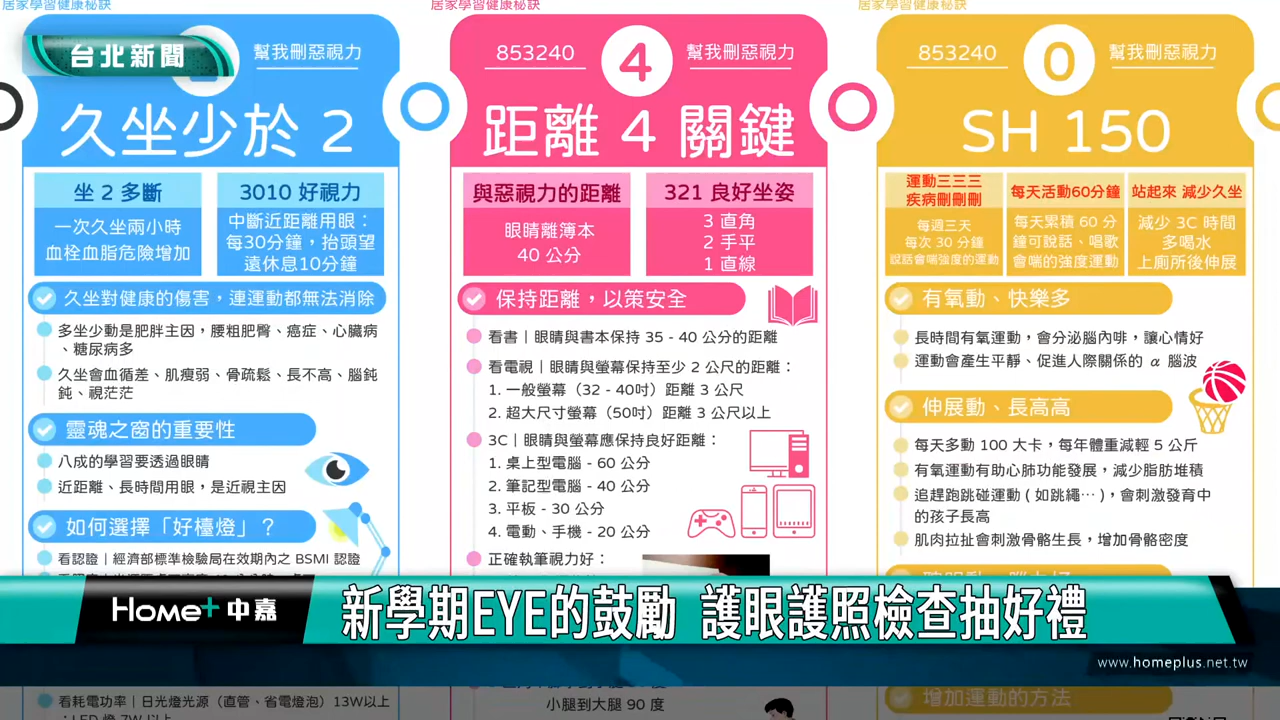 居家學習健康秘訣
台北新聞
幫我刪惡視力
久坐少於 2
坐 2 多斷
一次久坐兩小時
血栓血脂危險增加
3010 好視力
中斷近距離用眼：
每30分鐘，抬頭望
遠休息10分鐘
久坐對健康的傷害，連運動都無法消除
多坐少動是肥胖主因，腰粗肥臀、癌症、心臟病
、糖尿病多
久坐會血循差、肌瘦弱、骨疏鬆、長不高、腦鈍
鈍、視茫茫
靈魂之窗的重要性
八成的學習要透過眼睛
近距離、長時間用眼，是近視主因
如何選擇「好檯燈」？
看認證｜經濟部標準檢驗局在效期內之 BSMI 認證
看耗電功率｜日光燈光源（直管、省電燈泡）13W以上
居家學習健康秘訣
853240
4
幫我刪惡視力
距離 4 關鍵
與惡視力的距離
眼睛離簿本
40 公分
321 良好坐姿
3 直角
2 手平
1 直線
保持距離，以策安全
看書｜眼睛與書本保持 35 - 40 公分的距離
看電視｜眼睛與螢幕保持至少 2 公尺的距離：
1. 一般螢幕（32 - 40吋）距離 3 公尺
2. 超大尺寸螢幕（50吋）距離 3 公尺以上
3C｜眼睛與螢幕應保持良好距離：
1. 桌上型電腦 - 60 公分
2. 筆記型電腦 - 40 公分
3. 平板 - 30 公分
4. 電動、手機 - 20 公分
正確執筆視力好：
小腿到大腿 90 度
居家學習健康秘訣
853240
0
幫我刪惡視力
SH 150
運動三三三
疾病刪刪刪
每週三天
每次 30 分鐘
說話會喘強度的運動
每天活動60分鐘
每天累積 60 分
鐘可說話、唱歌
會喘的強度運動
站起來 減少久坐
減少 3C 時間
多喝水
上廁所後伸展
有氧動、快樂多
長時間有氧運動，會分泌腦內啡，讓心情好
運動會產生平靜、促進人際關係的 α 腦波
伸展動、長高高
每天多動 100 大卡，每年體重減輕 5 公斤
有氧運動有助心肺功能發展，減少脂肪堆積
追趕跑跳碰運動 ( 如跳繩⋯ )，會刺激發育中
的孩子長高
肌肉拉扯會刺激骨骼生長，增加骨骼密度
增加運動的方法
Home+ 中嘉
新學期EYE的鼓勵 護眼護照檢查抽好禮
www.homeplus.net.tw